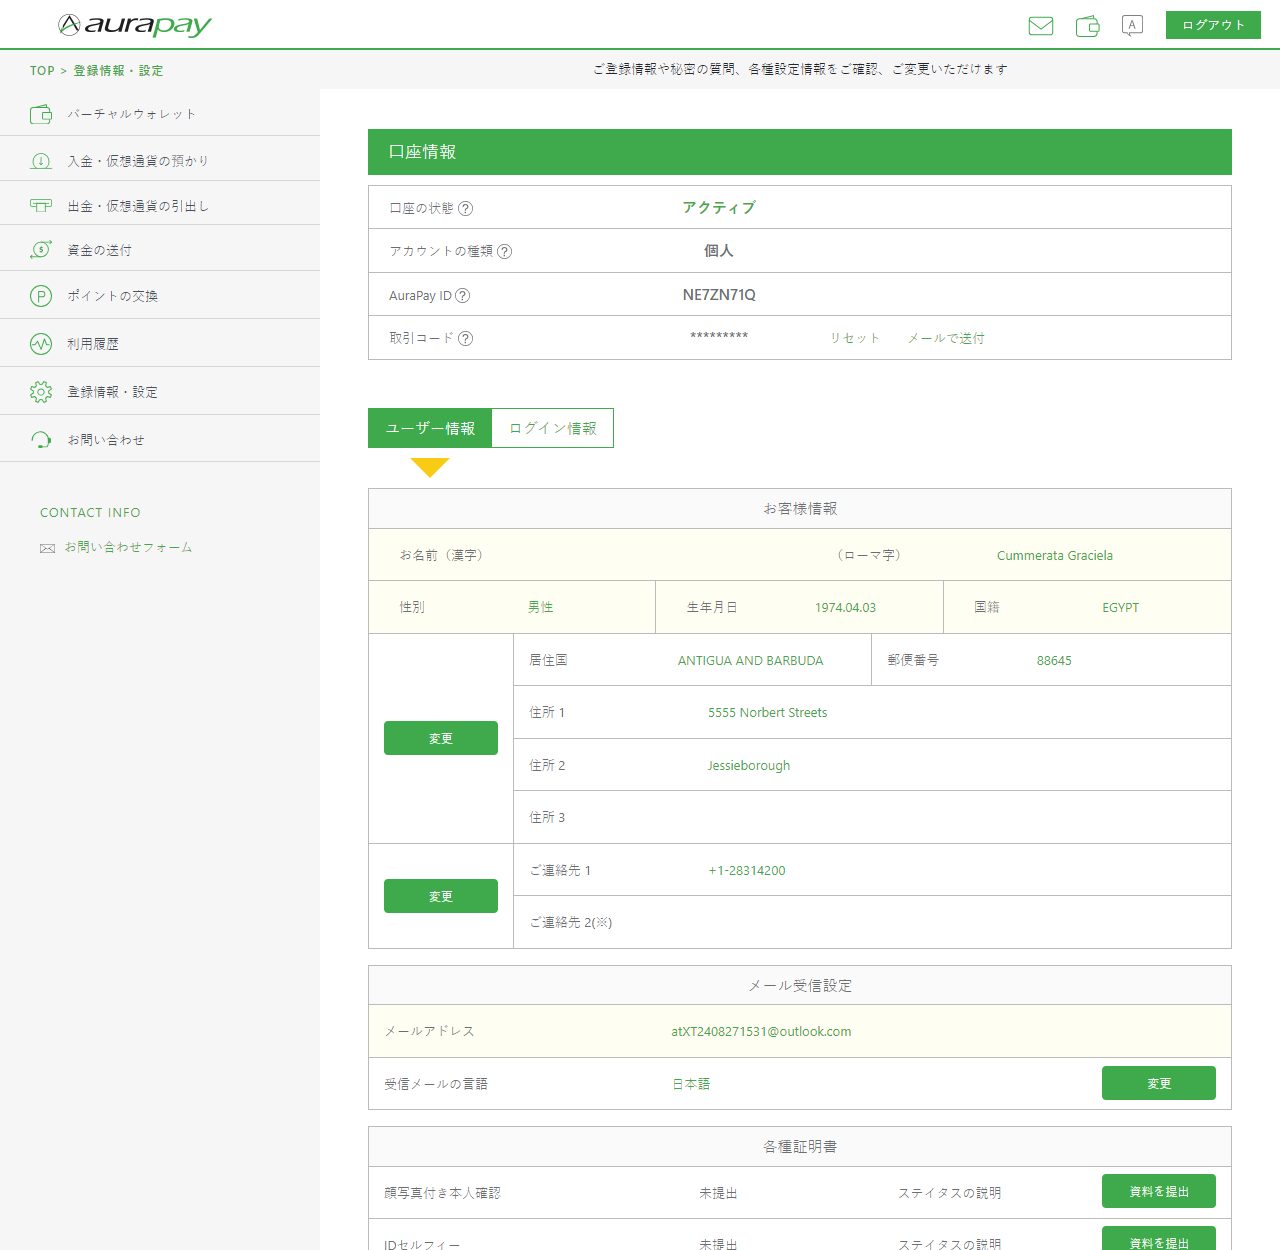 aurapay
A
ログアウト
TOP > 登録情報・設定
ご登録情報や秘密の質問、各種設定情報をご確認、ご変更いただけます
バーチャルウォレット
入金・仮想通貨の預かり
出金・仮想通貨の引出し
資金の送付
ポイントの交換
利用履歴
登録情報・設定
お問い合わせ
CONTACT INFO
お問い合わせフォーム
口座情報
口座の状態 ? アクティブ
アカウントの種類 ? 個人
AuraPay ID ? NE7ZN71Q
取引コード ? ********* リセット メールで送付
ユーザー情報 ログイン情報
お客様情報
お名前（漢字） （ローマ字） Cummerata Graciela
性別 男性 生年月日 1974.04.03 国籍 EGYPT
居住国 ANTIGUA AND BARBUDA 郵便番号 88645
住所 1 5555 Norbert Streets
変更
住所 2 Jessieborough
住所 3
ご連絡先 1 +1-28314200
変更
ご連絡先 2(※)
メール受信設定
メールアドレス atXT2408271531@outlook.com
受信メールの言語 日本語 変更
各種証明書
顔写真付き本人確認 未提出 ステイタスの説明 資料を提出
IDセルフィー 未提出 ステイタスの説明 資料を提出